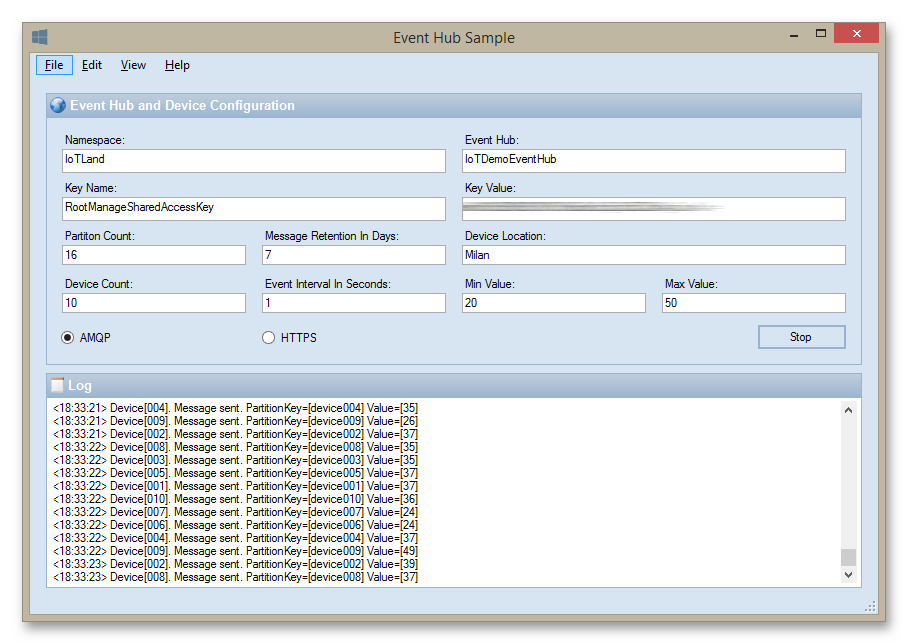 Event Hub Sample
File Edit View Help
Event Hub and Device Configuration
Namespace: Event Hub:
IoTLand IoTDemoEventHub
Key Name: Key Value:
RootManageSharedAccessKey
Partiton Count: Message Retention In Days: Device Location:
16 7 Milan
Device Count: Event Interval In Seconds: Min Value: Max Value:
10 1 20 50
AMQP HTTPS Stop
Log
<18:33:21> Device[004]. Message sent. PartitionKey=[device004] Value=[35]
<18:33:21> Device[009]. Message sent. PartitionKey=[device009] Value=[26]
<18:33:21> Device[002]. Message sent. PartitionKey=[device002] Value=[37]
<18:33:22> Device[008]. Message sent. PartitionKey=[device008] Value=[35]
<18:33:22> Device[003]. Message sent. PartitionKey=[device003] Value=[35]
<18:33:22> Device[005]. Message sent. PartitionKey=[device005] Value=[37]
<18:33:22> Device[001]. Message sent. PartitionKey=[device001] Value=[37]
<18:33:22> Device[010]. Message sent. PartitionKey=[device010] Value=[36]
<18:33:22> Device[007]. Message sent. PartitionKey=[device007] Value=[24]
<18:33:22> Device[006]. Message sent. PartitionKey=[device006] Value=[24]
<18:33:22> Device[004]. Message sent. PartitionKey=[device004] Value=[37]
<18:33:22> Device[009]. Message sent. PartitionKey=[device009] Value=[49]
<18:33:23> Device[002]. Message sent. PartitionKey=[device002] Value=[39]
<18:33:23> Device[008]. Message sent. PartitionKey=[device008] Value=[37]